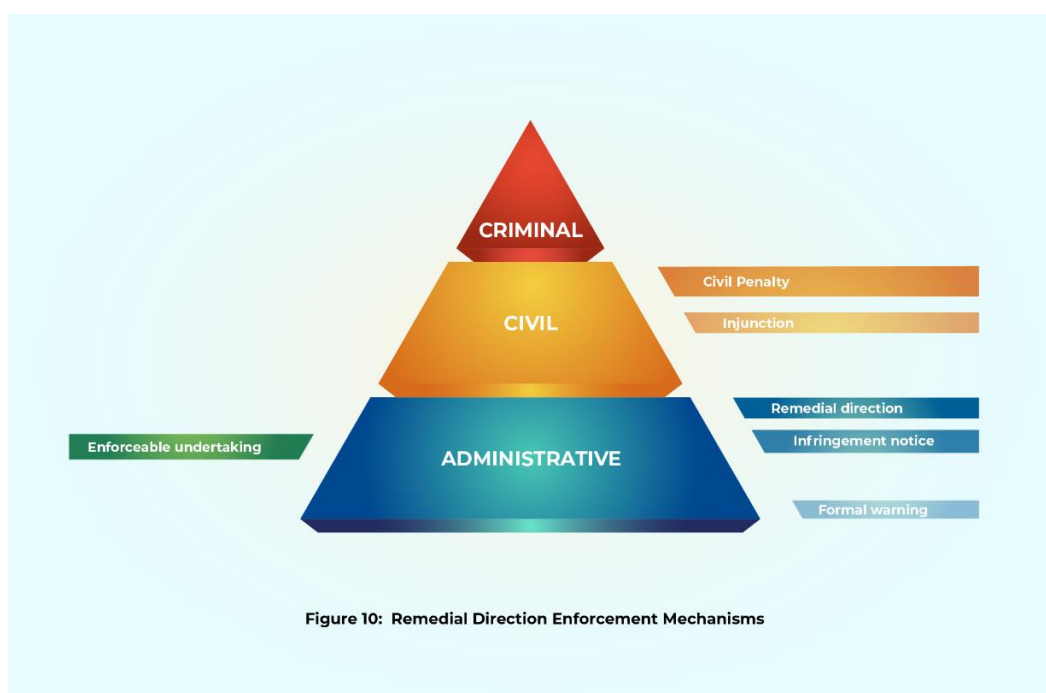 CRIMINAL
Civil Penalty
CIVIL
Injunction
Remedial direction
Infringement notice
Enforceable undertaking
ADMINISTRATIVE
Formal warning
Figure 10: Remedial Direction Enforcement Mechanisms